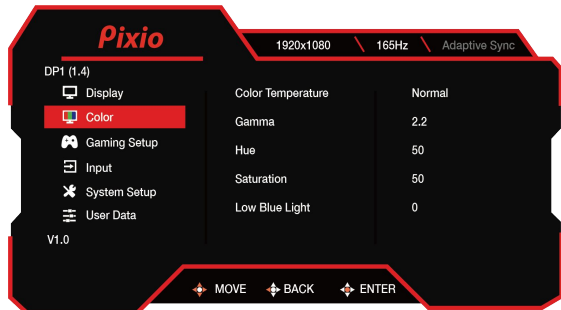 Pixio
1920x1080 \ 165Hz \ Adaptive Sync
DP1 (1.4)
Display
Color
Gaming Setup
Input
System Setup
User Data
V1.0
Color Temperature Normal
Gamma 2.2
Hue 50
Saturation 50
Low Blue Light 0
MOVE BACK ENTER